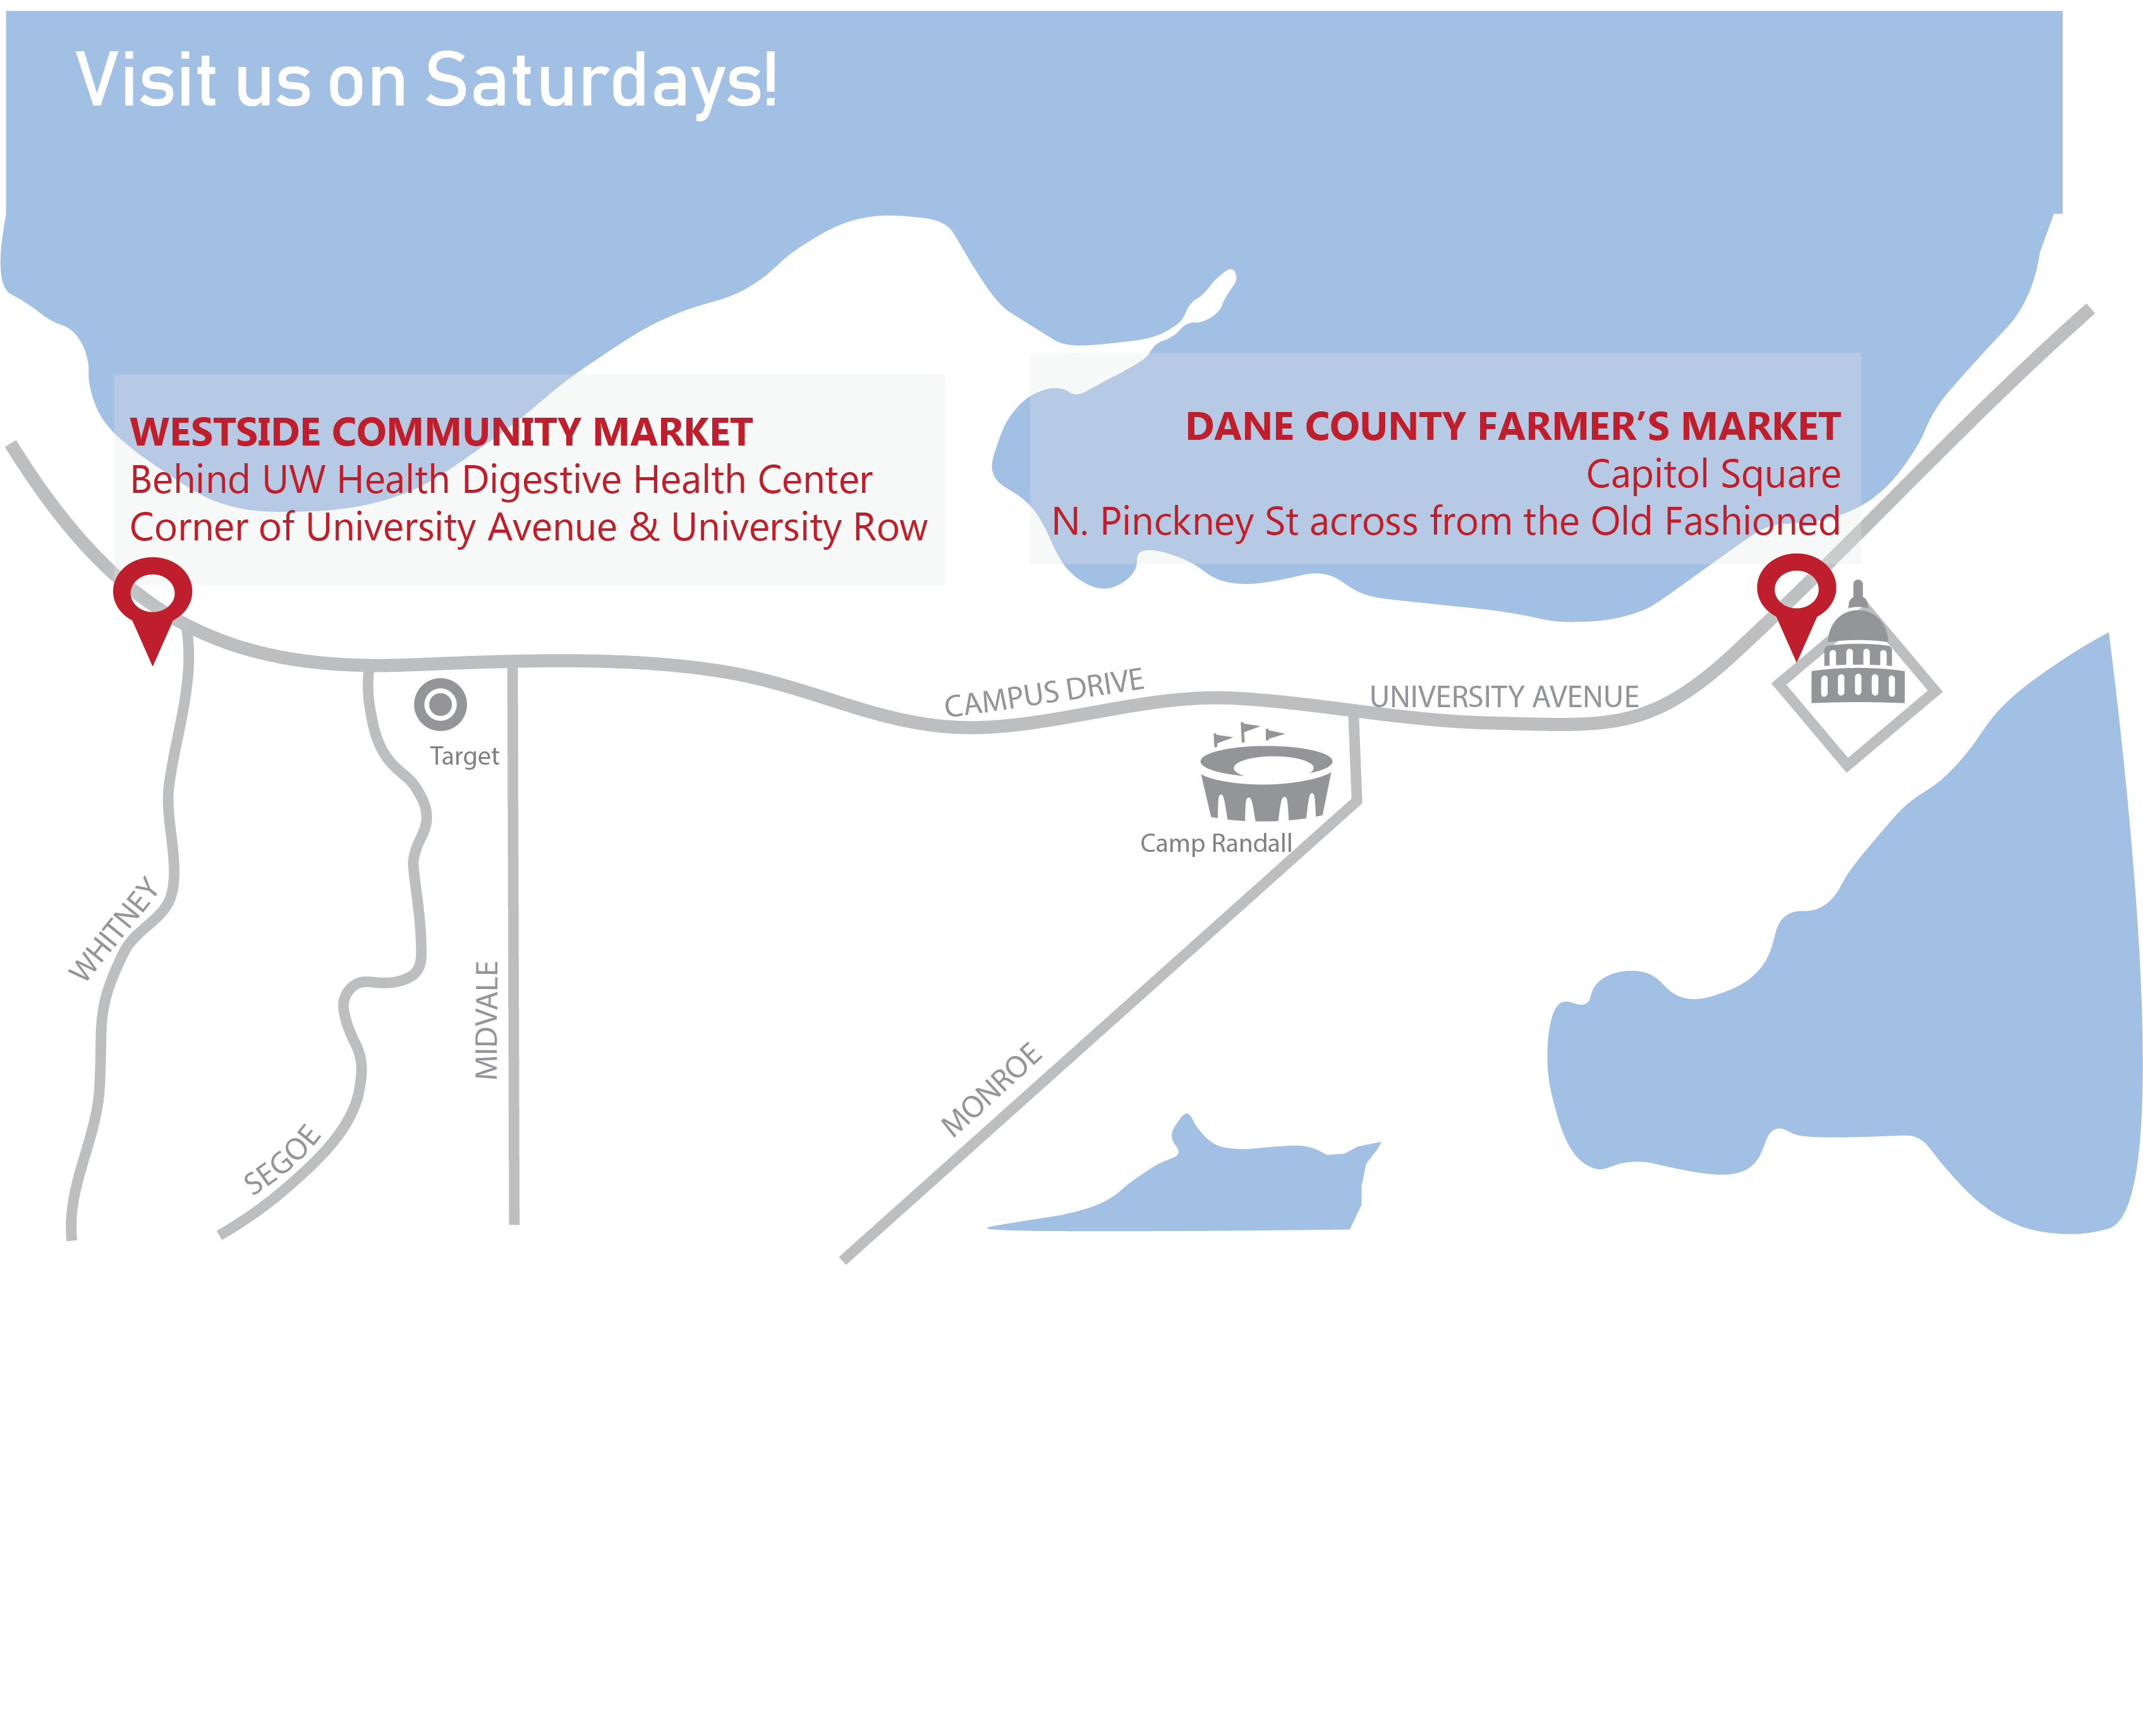 Visit us on Saturdays!
WESTSIDE COMMUNITY MARKET
Behind UW Health Digestive Health Center
Corner of University Avenue & University Row
DANE COUNTY FARMER’S MARKET
Capitol Square
N. Pinckney St across from the Old Fashioned
CAMPUS DRIVE
UNIVERSITY AVENUE
Target
Camp Randall
WHITNEY
SEGOE
MIDVALE
MONROE